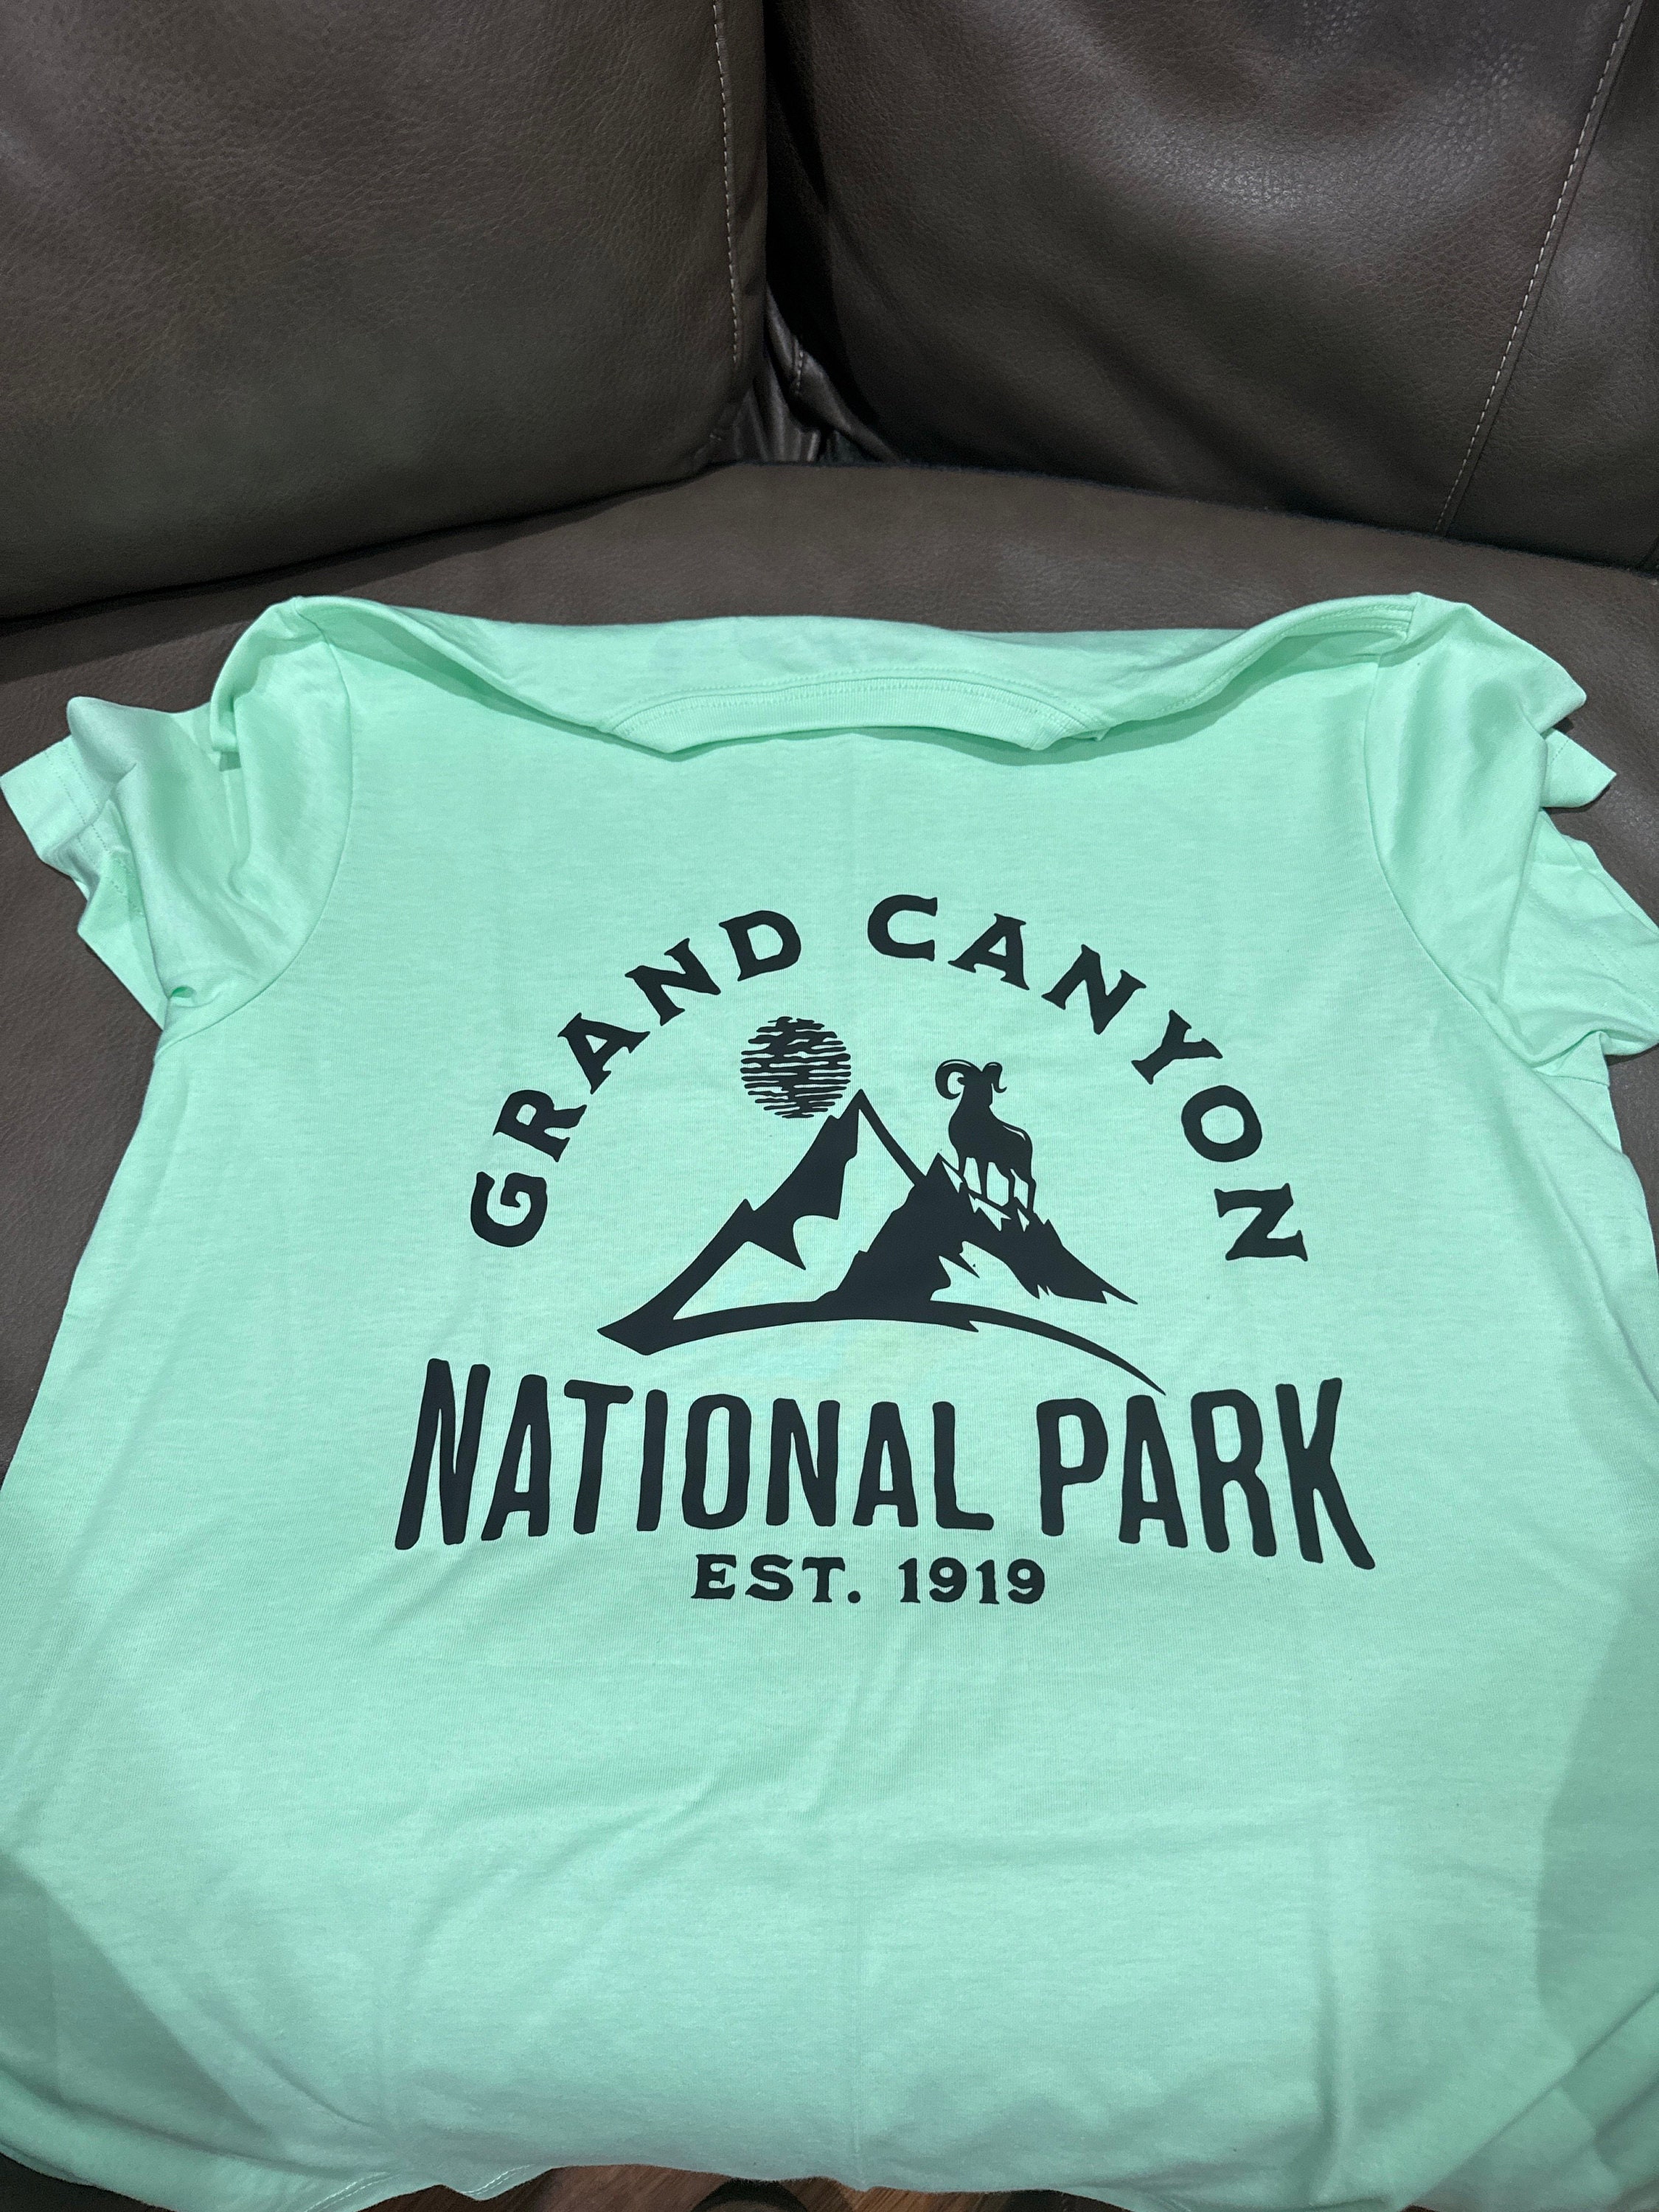 GRAND CANYON
NATIONAL PARK
EST. 1919